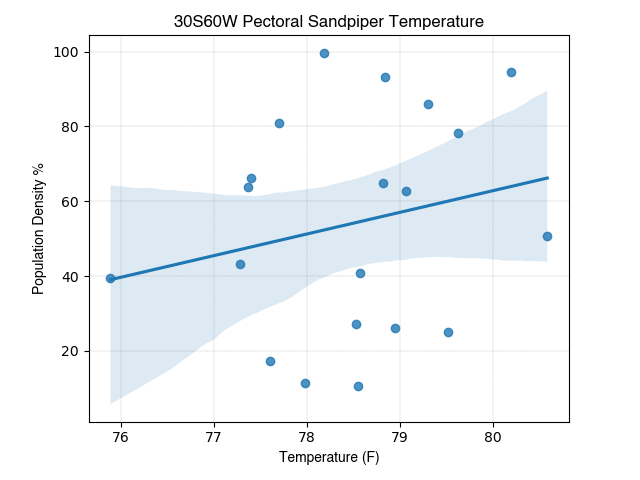 30S60W Pectoral Sandpiper Temperature
Population Density %
100
80
60
40
20
76 77 78 79 80
Temperature (F)